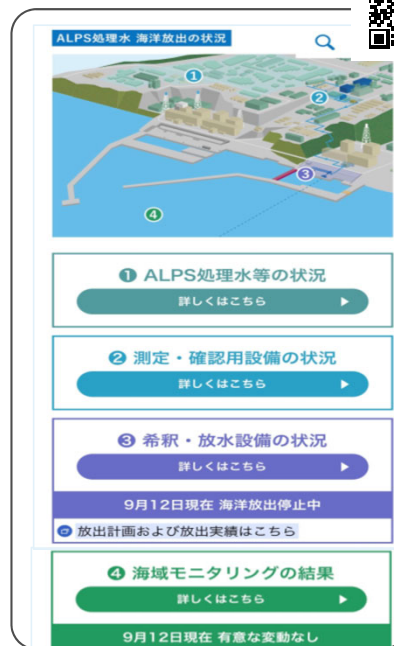 ALPS処理水 海洋放出の状況
1
2
3
4
❶ ALPS処理水等の状況
詳しくはこちら
❷ 測定・確認用設備の状況
詳しくはこちら
❸ 希釈・放水設備の状況
詳しくはこちら
9月12日現在 海洋放出停止中
放出計画および放出実績はこちら
❹ 海域モニタリングの結果
詳しくはこちら
9月12日現在 有意な変動なし